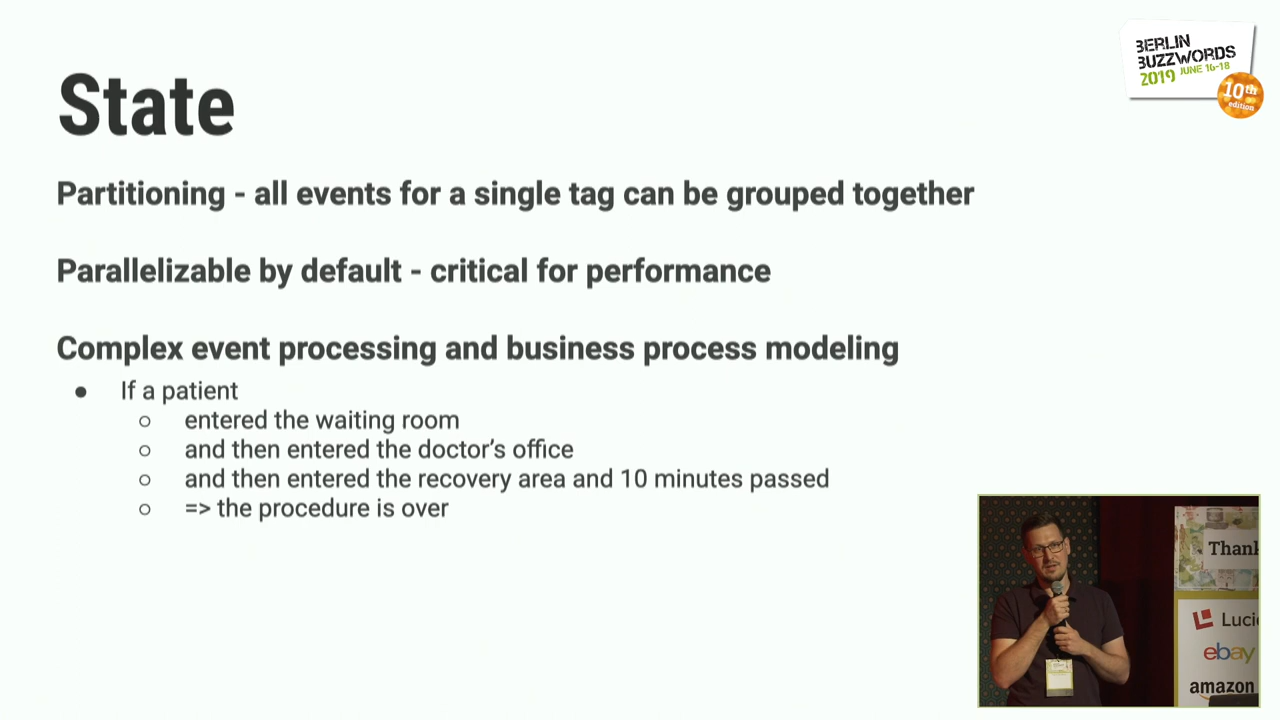 State
Partitioning - all events for a single tag can be grouped together
Parallelizable by default - critical for performance
Complex event processing and business process modeling
● If a patient
○ entered the waiting room
○ and then entered the doctor’s office
○ and then entered the recovery area and 10 minutes passed
○ => the procedure is over
BERLIN
BUZZWORDS
2019 JUNE 16-18
10th
edition
Thank
Luci
ebay
amazon